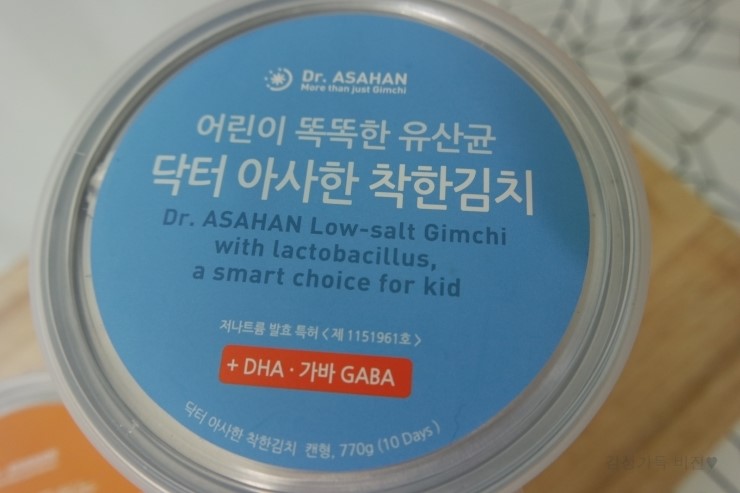 Dr. ASAHAN
More than just Gimchi
어린이 똑똑한 유산균
닥터 아사한 착한김치
Dr. ASAHAN Low-salt Gimchi
with lactobacillus,
a smart choice for kid
저나트륨 발효 특허 < 제 1151961호 >
+ DHA · 가바 GABA
닥터 아사한 착한김치 캔형, 770g (10 Days)
ASAHAN